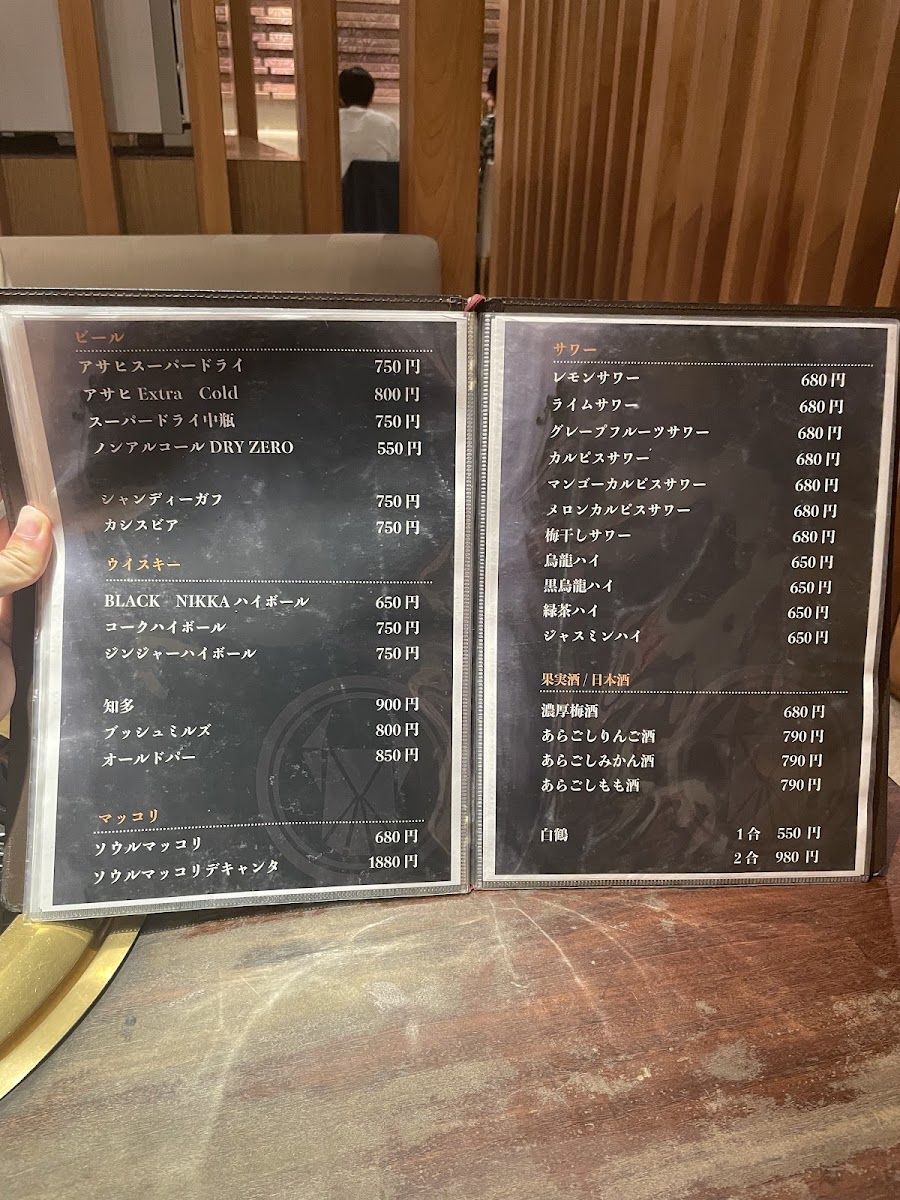 ビール
アサヒスーパードライ 750円
アサヒ Extra Cold 800円
スーパードライ中瓶 750円
ノンアルコール DRY ZERO 550円
シャンディーガフ 750円
カシスビア 750円
ウイスキー
BLACK NIKKA ハイボール 650円
コークハイボール 750円
ジンジャーハイボール 750円
知多 900円
ブッシュミルズ 800円
オールドパー 850円
マッコリ
ソウルマッコリ 680円
ソウルマッコリデキャンタ 1880円
サワー
レモンサワー 680円
ライムサワー 680円
グレープフルーツサワー 680円
カルピスサワー 680円
マンゴーカルピスサワー 680円
メロンカルピスサワー 680円
梅干しサワー 680円
烏龍ハイ 650円
黒烏龍ハイ 650円
緑茶ハイ 650円
ジャスミンハイ 650円
果実酒 / 日本酒
濃厚梅酒 680円
あらごしりんご酒 790円
あらごしみかん酒 790円
あらごしもも酒 790円
白鶴 1合 550円
2合 980円